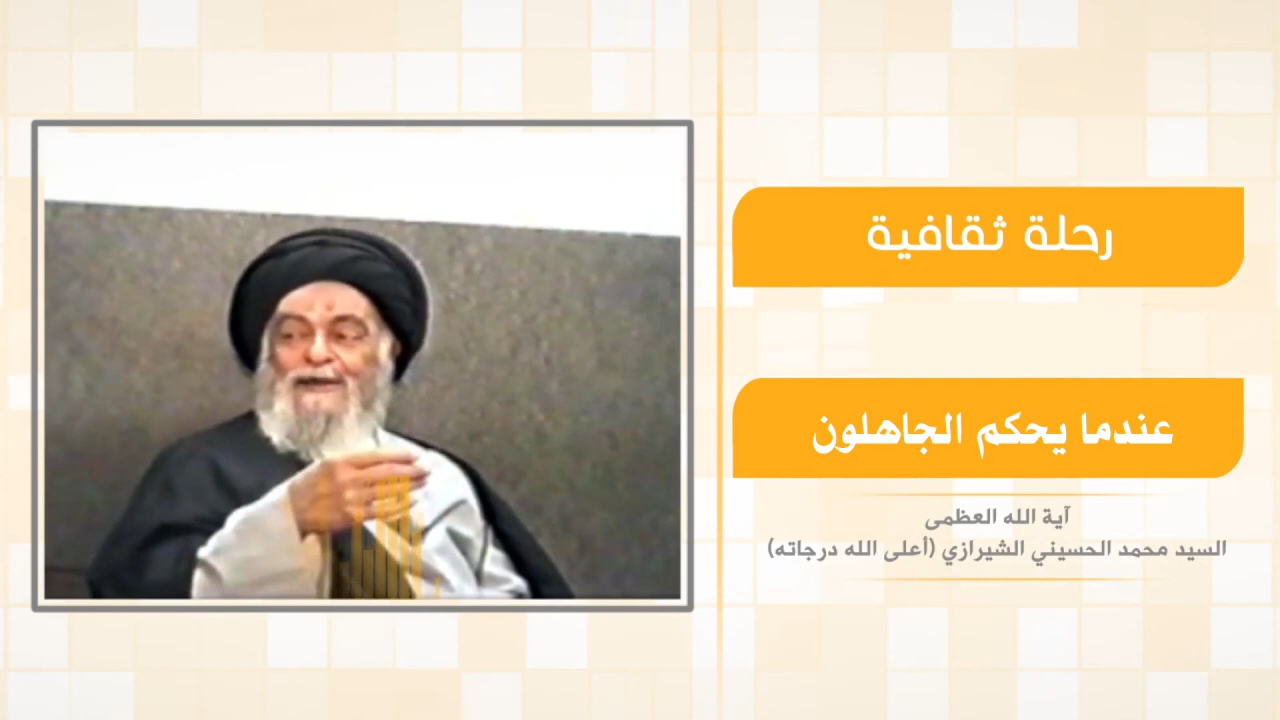 رحلة ثقافية
عندما يحكم الجاهلون
آية الله العظمى
السيد محمد الحسيني الشيرازي (أعلى الله درجاته)